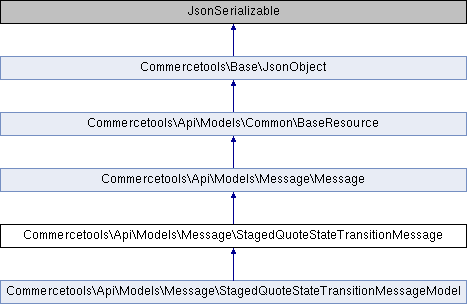 JsonSerializable
Commercetools\Base\JsonObject
Commercetools\Api\Models\Common\BaseResource
Commercetools\Api\Models\Message\Message
Commercetools\Api\Models\Message\StagedQuoteStateTransitionMessage
Commercetools\Api\Models\Message\StagedQuoteStateTransitionMessageModel